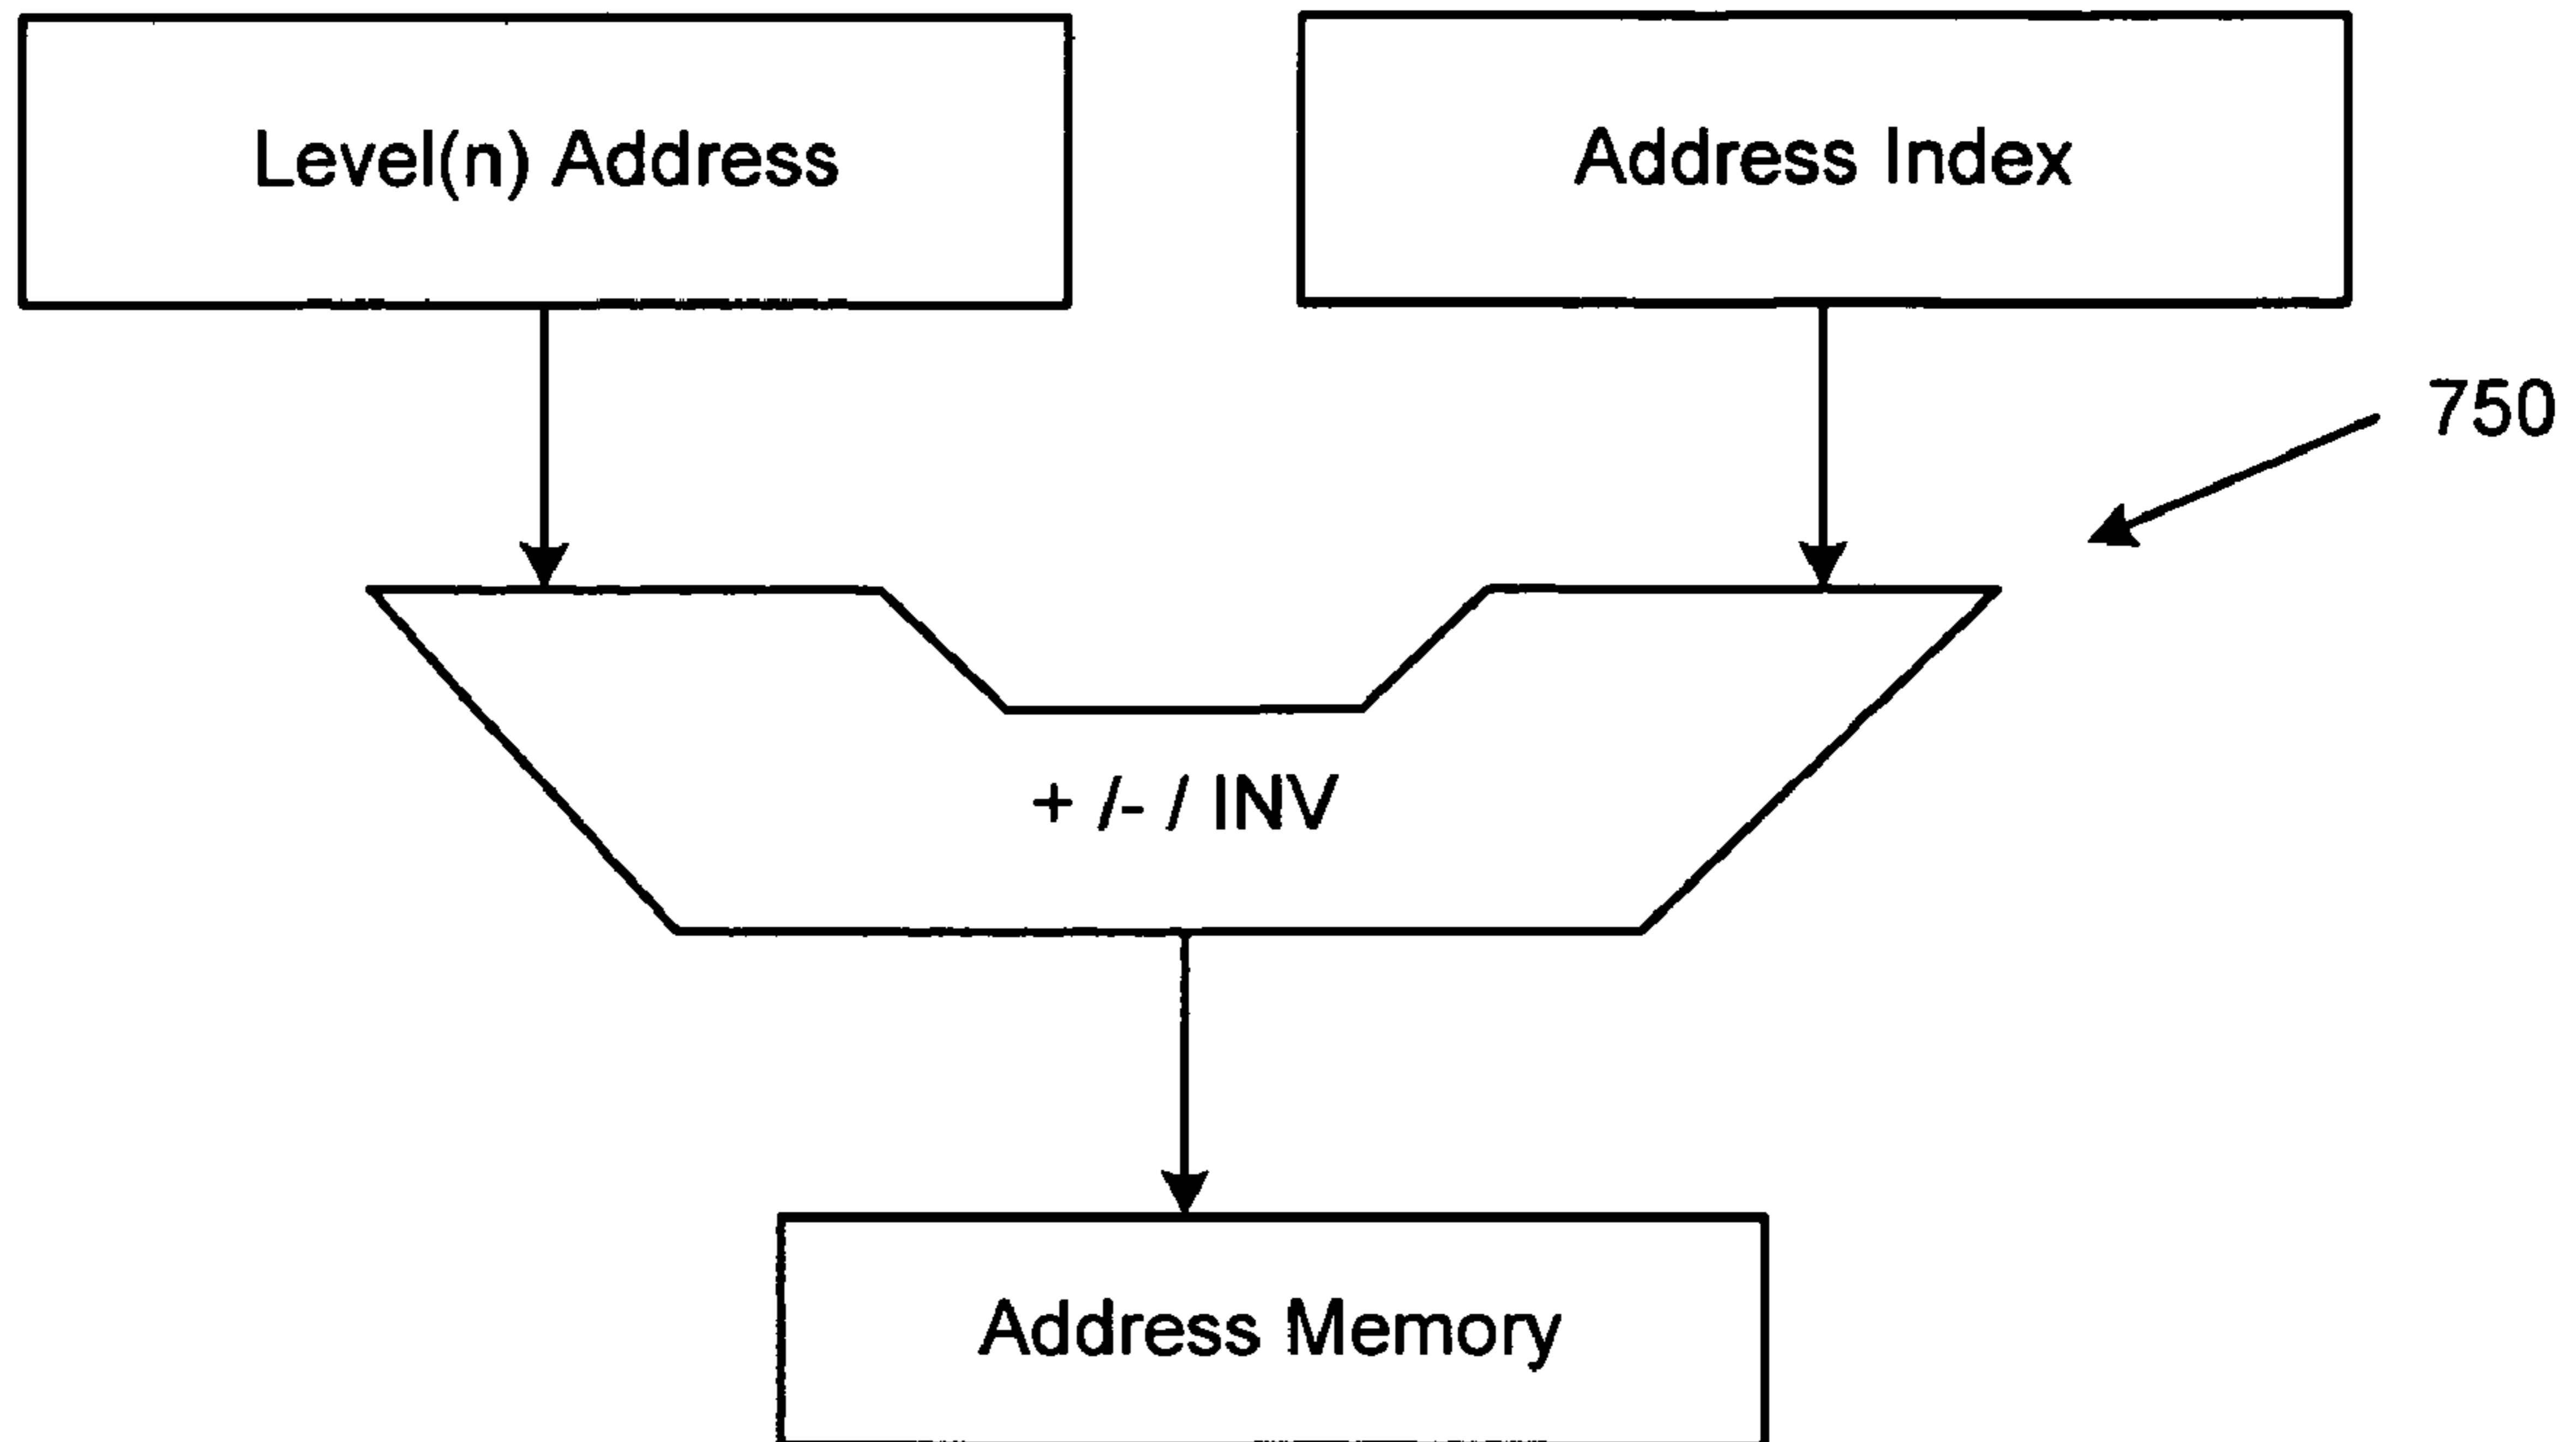 Level(n) Address
Address Index
750
+ /- / INV
Address Memory